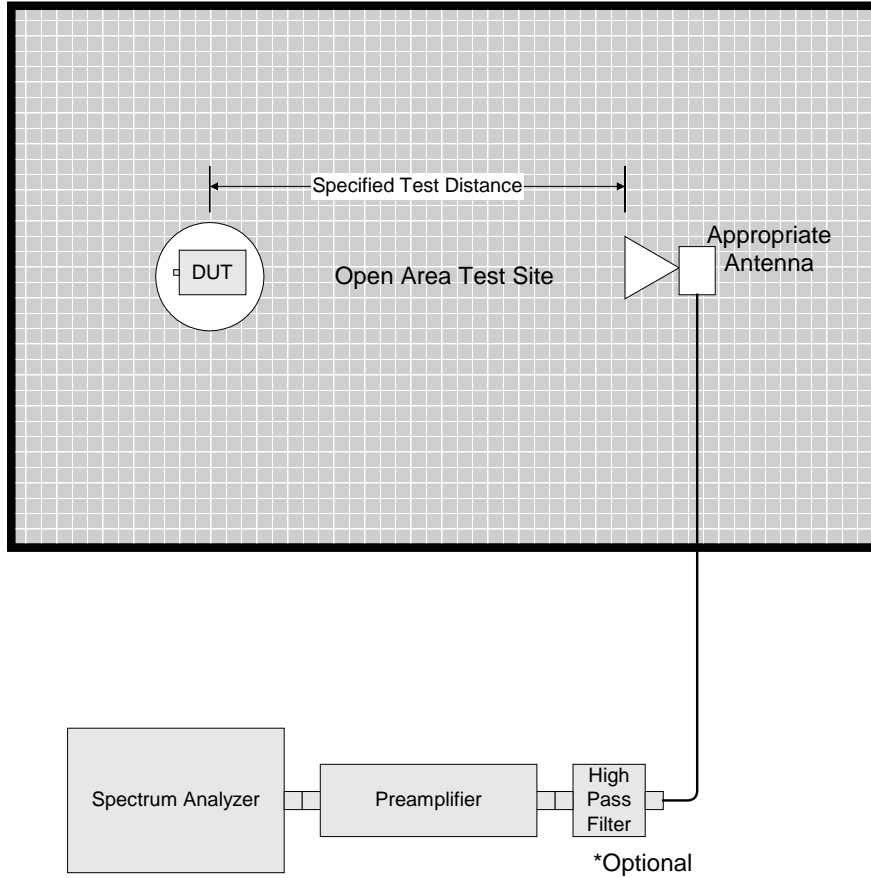 Specified Test Distance
DUT
Open Area Test Site
Appropriate
Antenna
Spectrum Analyzer
Preamplifier
High
Pass
Filter
*Optional